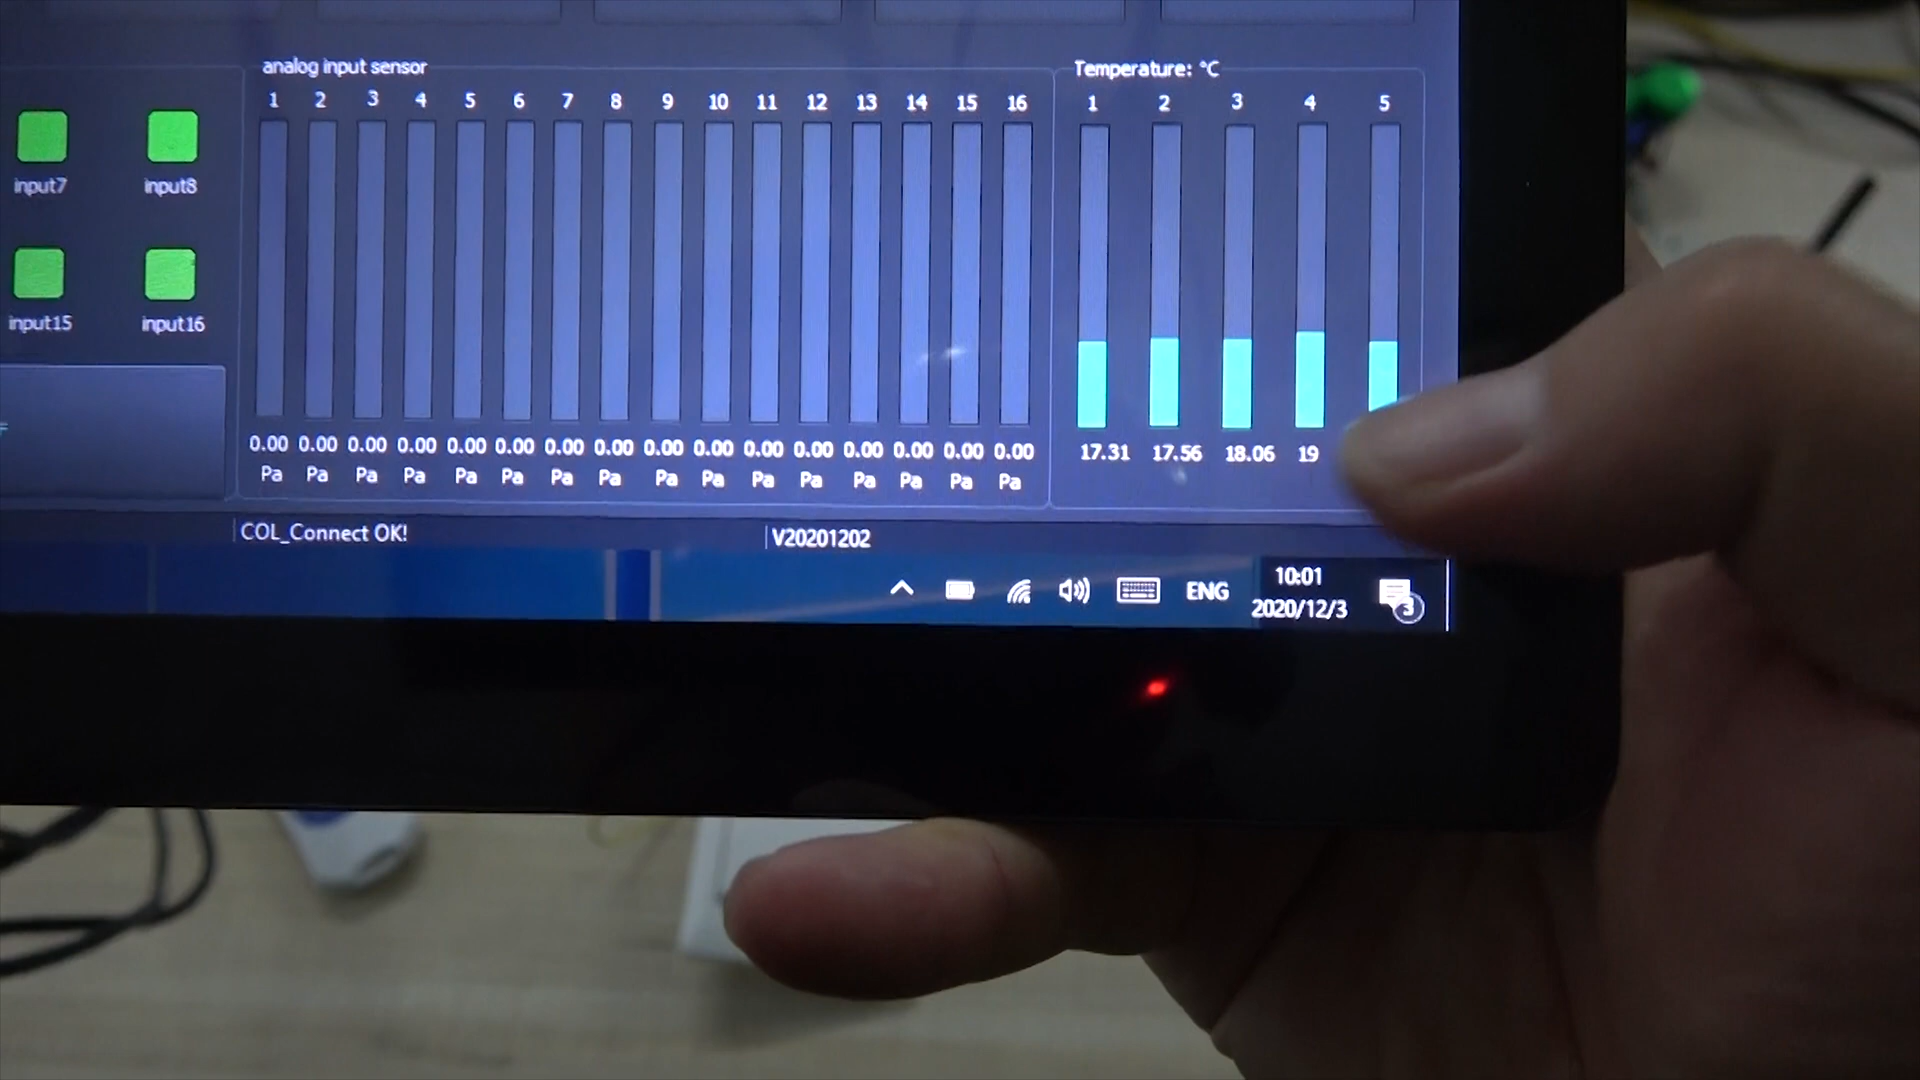 analog input sensor
Temperature: °C
1 2 3 4 5 6 7 8 9 10 11 12 13 14 15 16
1 2 3 4 5
input7 input8
input15 input16
0.00 0.00 0.00 0.00 0.00 0.00 0.00 0.00 0.00 0.00 0.00 0.00 0.00 0.00 0.00 0.00
17.31 17.56 18.06 19
Pa Pa Pa Pa Pa Pa Pa Pa Pa Pa Pa Pa Pa Pa Pa Pa
COL_Connect OK!
V20201202
ENG
10:01
2020/12/3
3